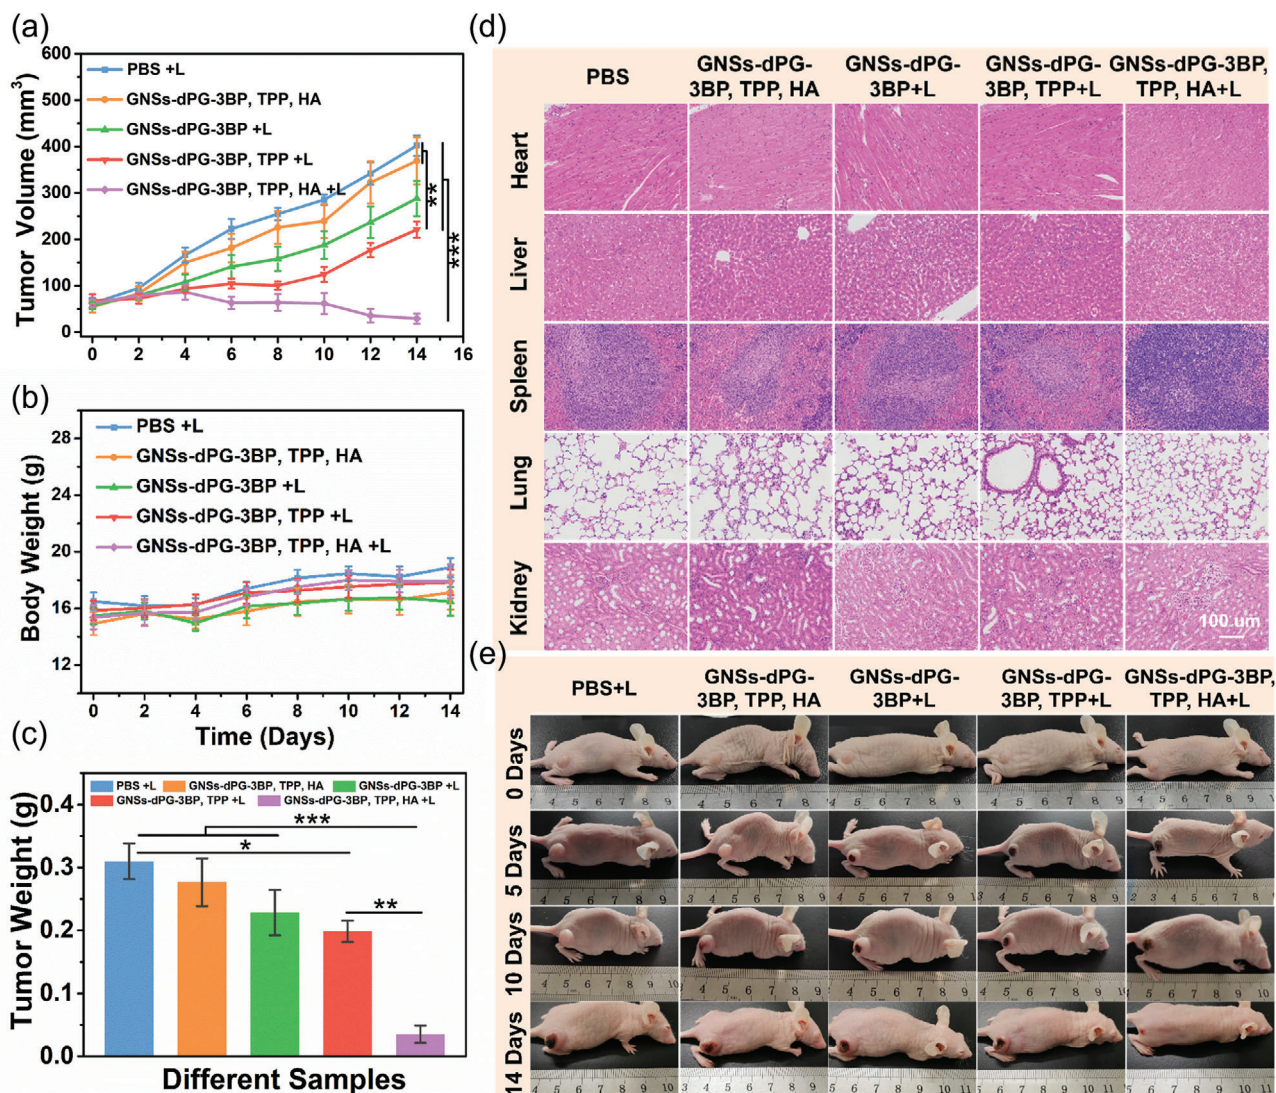 (a)
600
500
400
300
200
100
0
Tumor Volume (mm³)
PBS +L
GNSs-dPG-3BP, TPP, HA
GNSs-dPG-3BP +L
GNSs-dPG-3BP, TPP +L
GNSs-dPG-3BP, TPP, HA +L
**
***
0 2 4 6 8 10 12 14 16
(b)
28
24
20
16
12
Body Weight (g)
PBS +L
GNSs-dPG-3BP, TPP, HA
GNSs-dPG-3BP +L
GNSs-dPG-3BP, TPP +L
GNSs-dPG-3BP, TPP, HA +L
0 2 4 6 8 10 12 14
Time (Days)
(c)
0.4
0.3
0.2
0.1
0.0
Tumor Weight (g)
PBS +L GNSs-dPG-3BP, TPP, HA GNSs-dPG-3BP +L
GNSs-dPG-3BP, TPP +L GNSs-dPG-3BP, TPP, HA +L
***
*
**
Different Samples
(d)
PBS
GNSs-dPG-
3BP, TPP, HA
GNSs-dPG-
3BP+L
GNSs-dPG-
3BP, TPP+L
GNSs-dPG-3BP,
TPP, HA+L
Heart
Liver
Spleen
Lung
Kidney
100 um
(e)
PBS+L
GNSs-dPG-
3BP, TPP, HA
GNSs-dPG-
3BP+L
GNSs-dPG-
3BP, TPP+L
GNSs-dPG-3BP,
TPP, HA+L
0 Days
5 Days
10 Days
14 Days